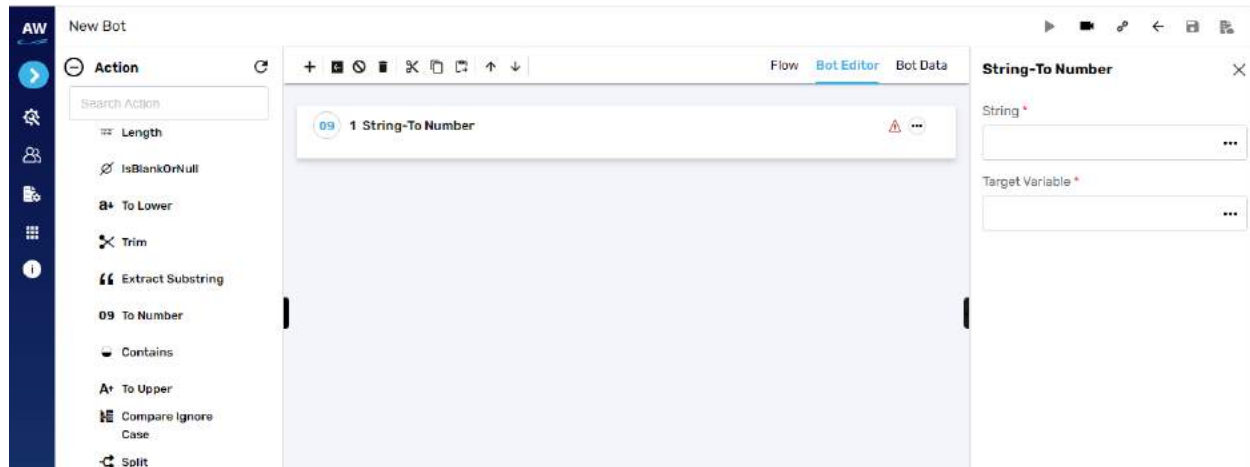 AW
New Bot
Action
Search Action
Length
IsBlankOrNull
a+ To Lower
Trim
Extract Substring
09 To Number
Contains
A+ To Upper
Compare Ignore
Case
Split
Flow Bot Editor Bot Data
09 1 String-To Number
String-To Number
String *
Target Variable *